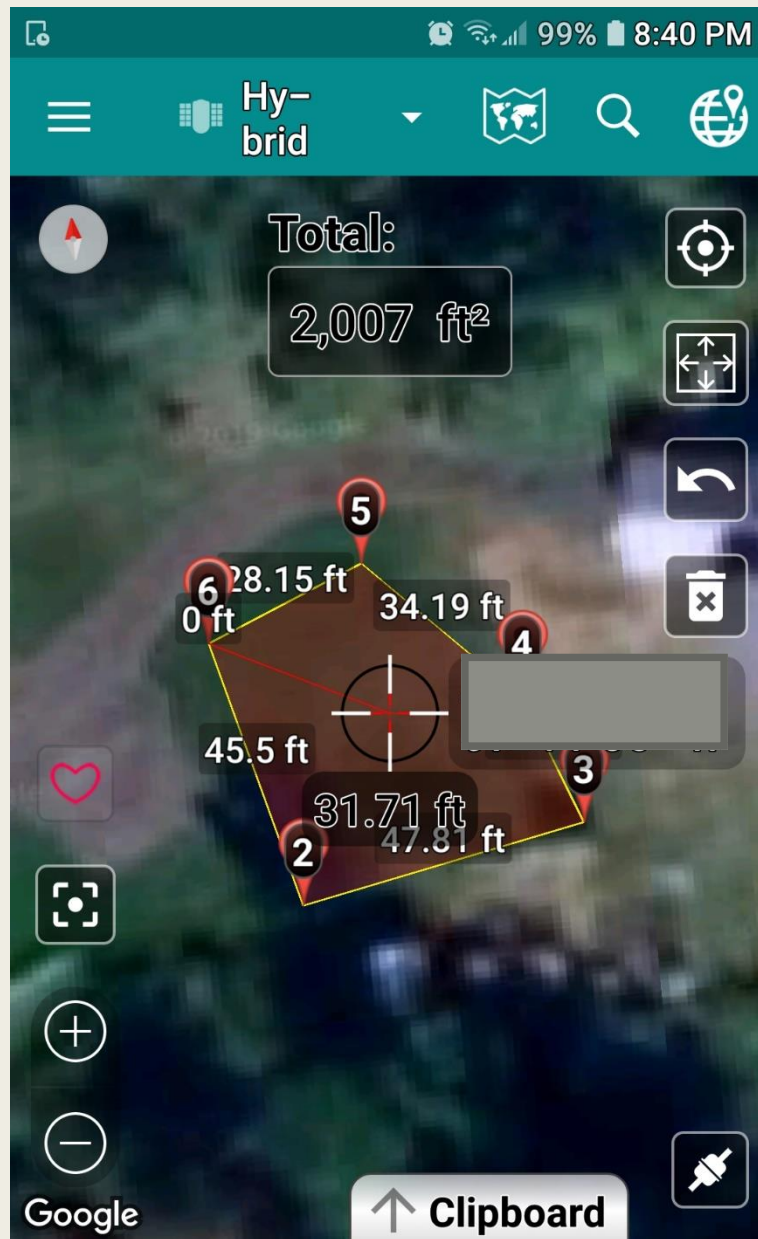 99% 8:40 PM
Hy–
brid
Total:
2,007 ft²
5
6
28.15 ft
0 ft
34.19 ft
4
45.5 ft
3
31.71 ft
2
47.81 ft
Google
Clipboard